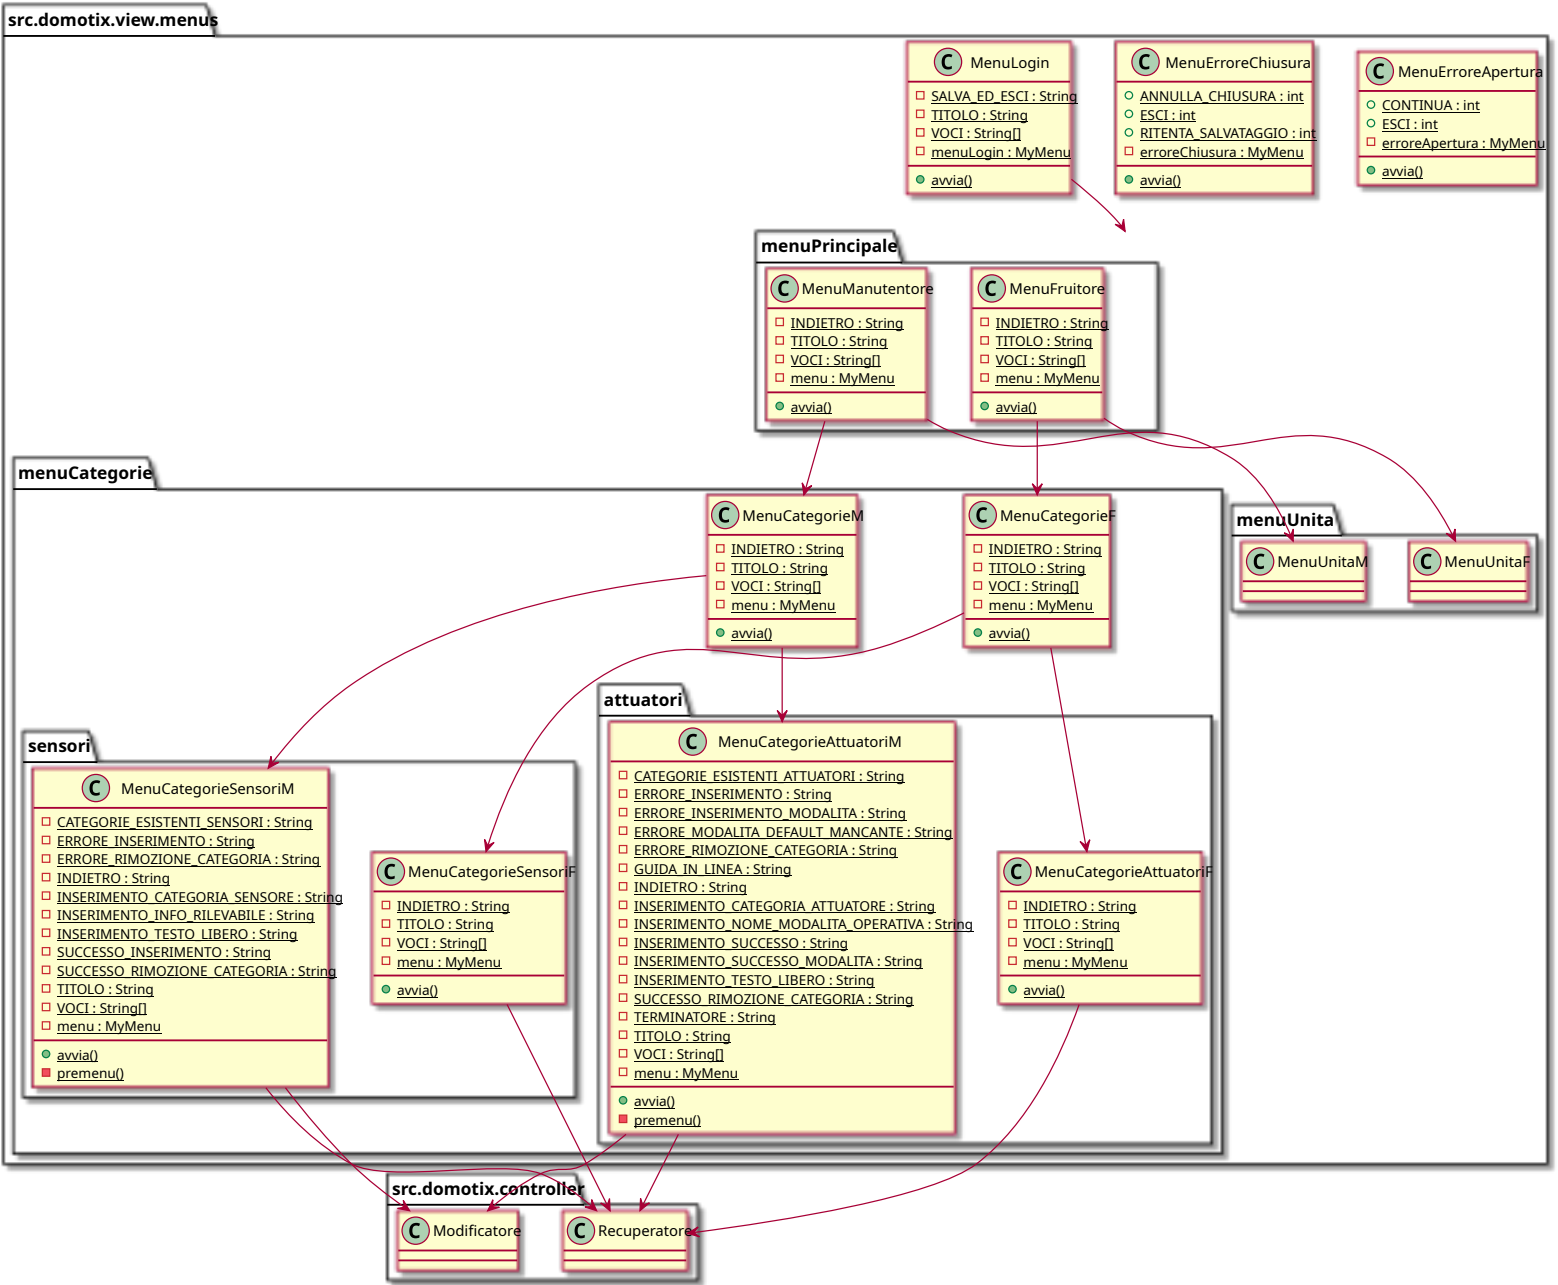 src.domotix.view.menus
C MenuLogin
SALVA_ED_ESCI : String
TITOLO : String
VOCI : String[]
menuLogin : MyMenu
avvia()
C MenuErroreChiusura
ANNULLA_CHIUSURA : int
ESCI : int
RITENTA_SALVATAGGIO : int
erroreChiusura : MyMenu
avvia()
C MenuErroreApertura
CONTINUA : int
ESCI : int
erroreApertura : MyMenu
avvia()
menuPrincipale
C MenuManutentore
INDIETRO : String
TITOLO : String
VOCI : String[]
menu : MyMenu
avvia()
C MenuFruitore
INDIETRO : String
TITOLO : String
VOCI : String[]
menu : MyMenu
avvia()
menuCategorie
C MenuCategorieM
INDIETRO : String
TITOLO : String
VOCI : String[]
menu : MyMenu
avvia()
C MenuCategorieF
INDIETRO : String
TITOLO : String
VOCI : String[]
menu : MyMenu
avvia()
menuUnita
C MenuUnitaM
C MenuUnitaF
sensori
C MenuCategorieSensoriM
CATEGORIE_ESISTENTI_SENSORI : String
ERRORE_INSERIMENTO : String
ERRORE_RIMOZIONE_CATEGORIA : String
INDIETRO : String
INSERIMENTO_CATEGORIA_SENSORE : String
INSERIMENTO_INFO_RILEVABILE : String
INSERIMENTO_TESTO_LIBERO : String
SUCCESSO_INSERIMENTO : String
SUCCESSO_RIMOZIONE_CATEGORIA : String
TITOLO : String
VOCI : String[]
menu : MyMenu
avvia()
premenu()
C MenuCategorieSensoriF
INDIETRO : String
TITOLO : String
VOCI : String[]
menu : MyMenu
avvia()
attuatori
C MenuCategorieAttuatoriM
CATEGORIE_ESISTENTI_ATTUATORI : String
ERRORE_INSERIMENTO : String
ERRORE_INSERIMENTO_MODALITA : String
ERRORE_MODALITA_DEFAULT_MANCANTE : String
ERRORE_RIMOZIONE_CATEGORIA : String
GUIDA_IN_LINEA : String
INDIETRO : String
INSERIMENTO_CATEGORIA_ATTUATORE : String
INSERIMENTO_NOME_MODALITA_OPERATIVA : String
INSERIMENTO_SUCCESSO : String
INSERIMENTO_SUCCESSO_MODALITA : String
INSERIMENTO_TESTO_LIBERO : String
SUCCESSO_RIMOZIONE_CATEGORIA : String
TERMINATORE : String
TITOLO : String
VOCI : String[]
menu : MyMenu
avvia()
premenu()
C MenuCategorieAttuatoriF
INDIETRO : String
TITOLO : String
VOCI : String[]
menu : MyMenu
avvia()
src.domotix.controller
C Modificatore
C Recuperatore